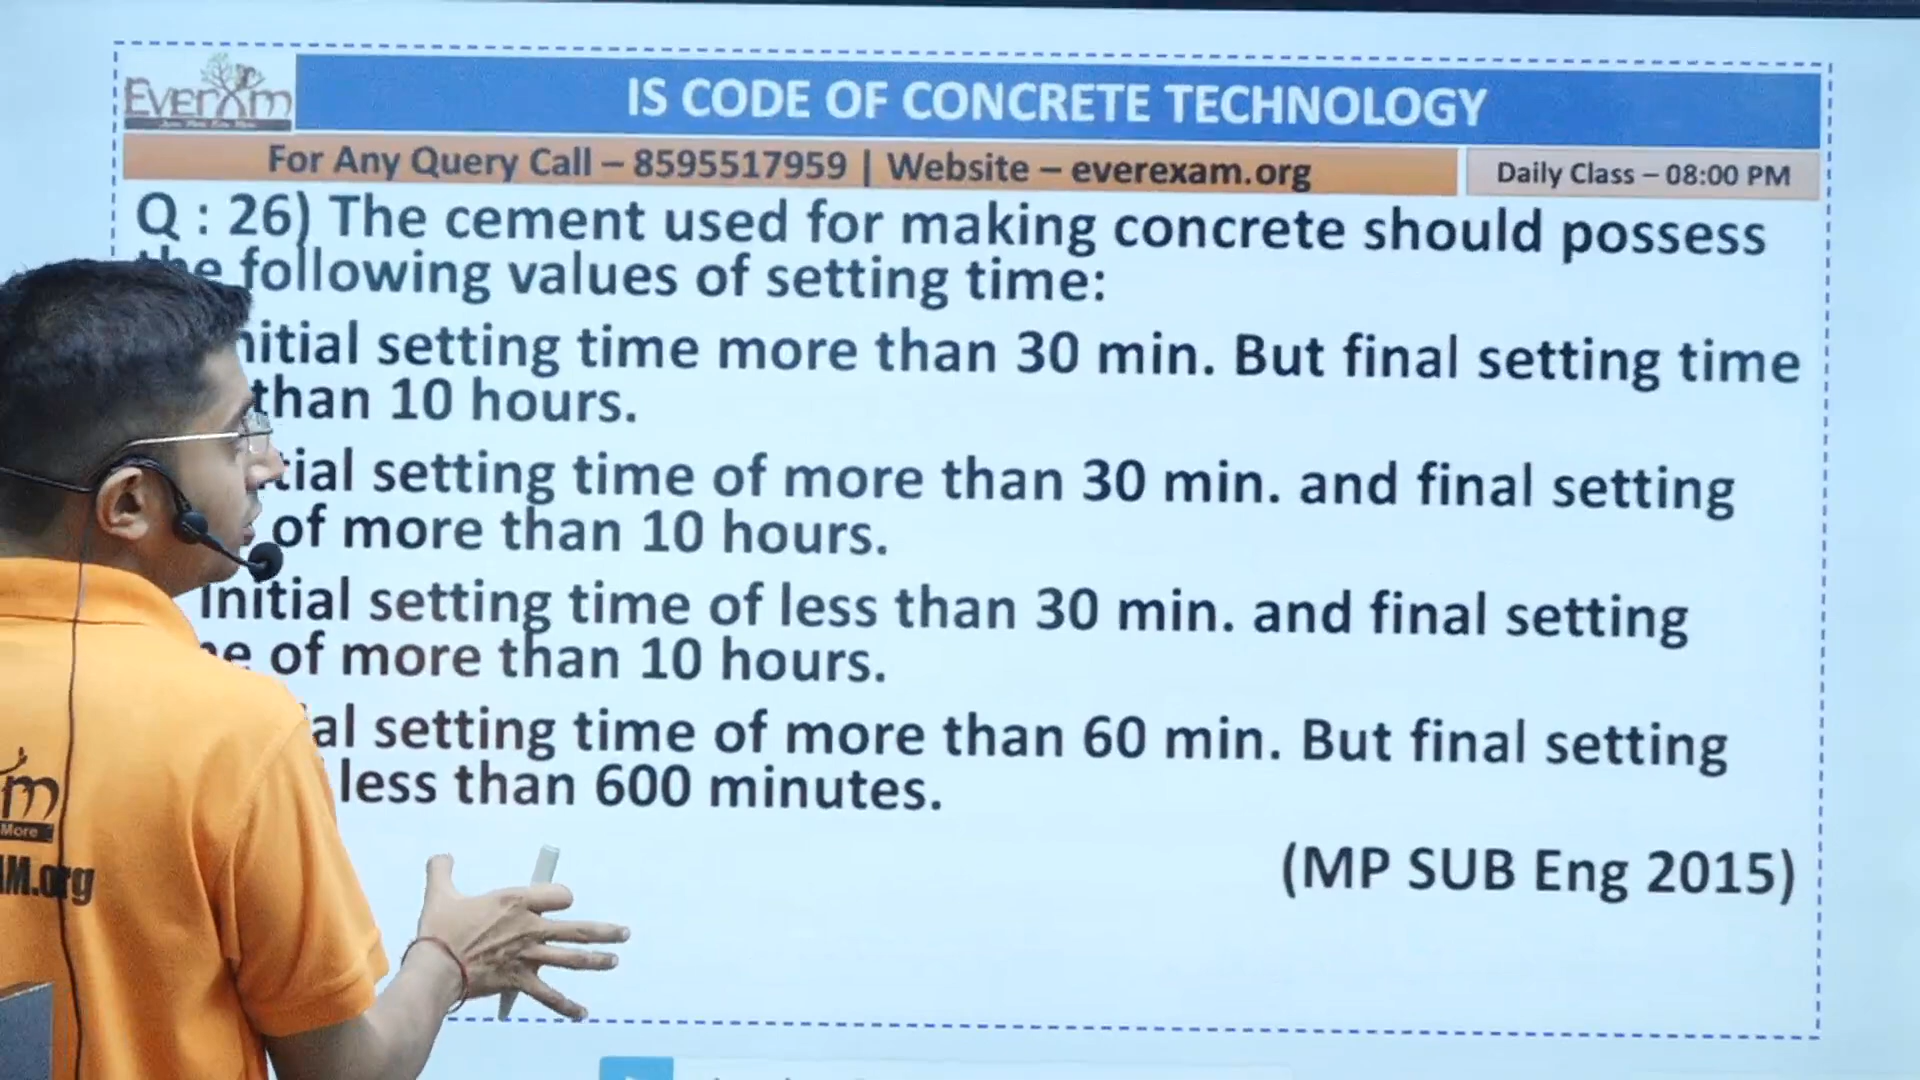 EverExam
IS CODE OF CONCRETE TECHNOLOGY
For Any Query Call – 8595517959 | Website – everexam.org
Daily Class – 08:00 PM
Q : 26) The cement used for making concrete should possess
the following values of setting time:
nitial setting time more than 30 min. But final setting time
than 10 hours.
tial setting time of more than 30 min. and final setting
of more than 10 hours.
Initial setting time of less than 30 min. and final setting
e of more than 10 hours.
al setting time of more than 60 min. But final setting
less than 600 minutes.
(MP SUB Eng 2015)
m
More
AM.org